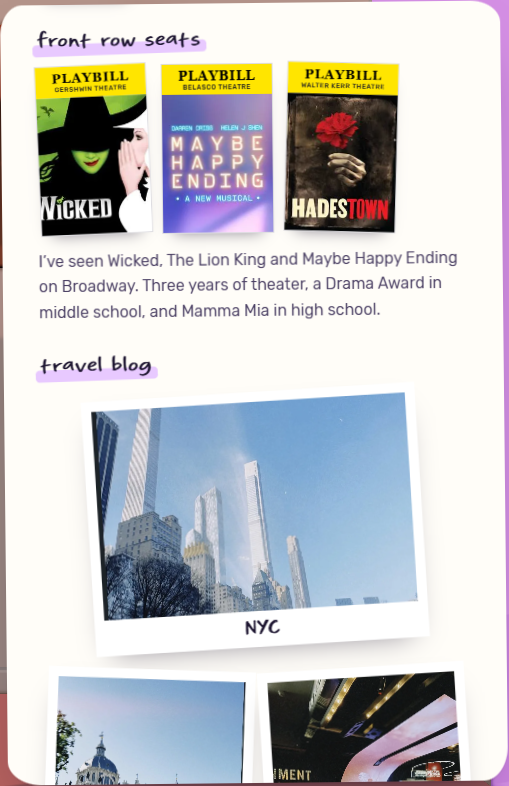 front row seats
PLAYBILL
GERSHWIN THEATRE
WICKED
PLAYBILL
BELASCO THEATRE
DARREN CRISS HELEN J SHEN
MAYBE
HAPPY
ENDING
• A NEW MUSICAL •
PLAYBILL
WALTER KERR THEATRE
HADESTOWN
I've seen Wicked, The Lion King and Maybe Happy Ending
on Broadway. Three years of theater, a Drama Award in
middle school, and Mamma Mia in high school.
travel blog
NYC
MENT